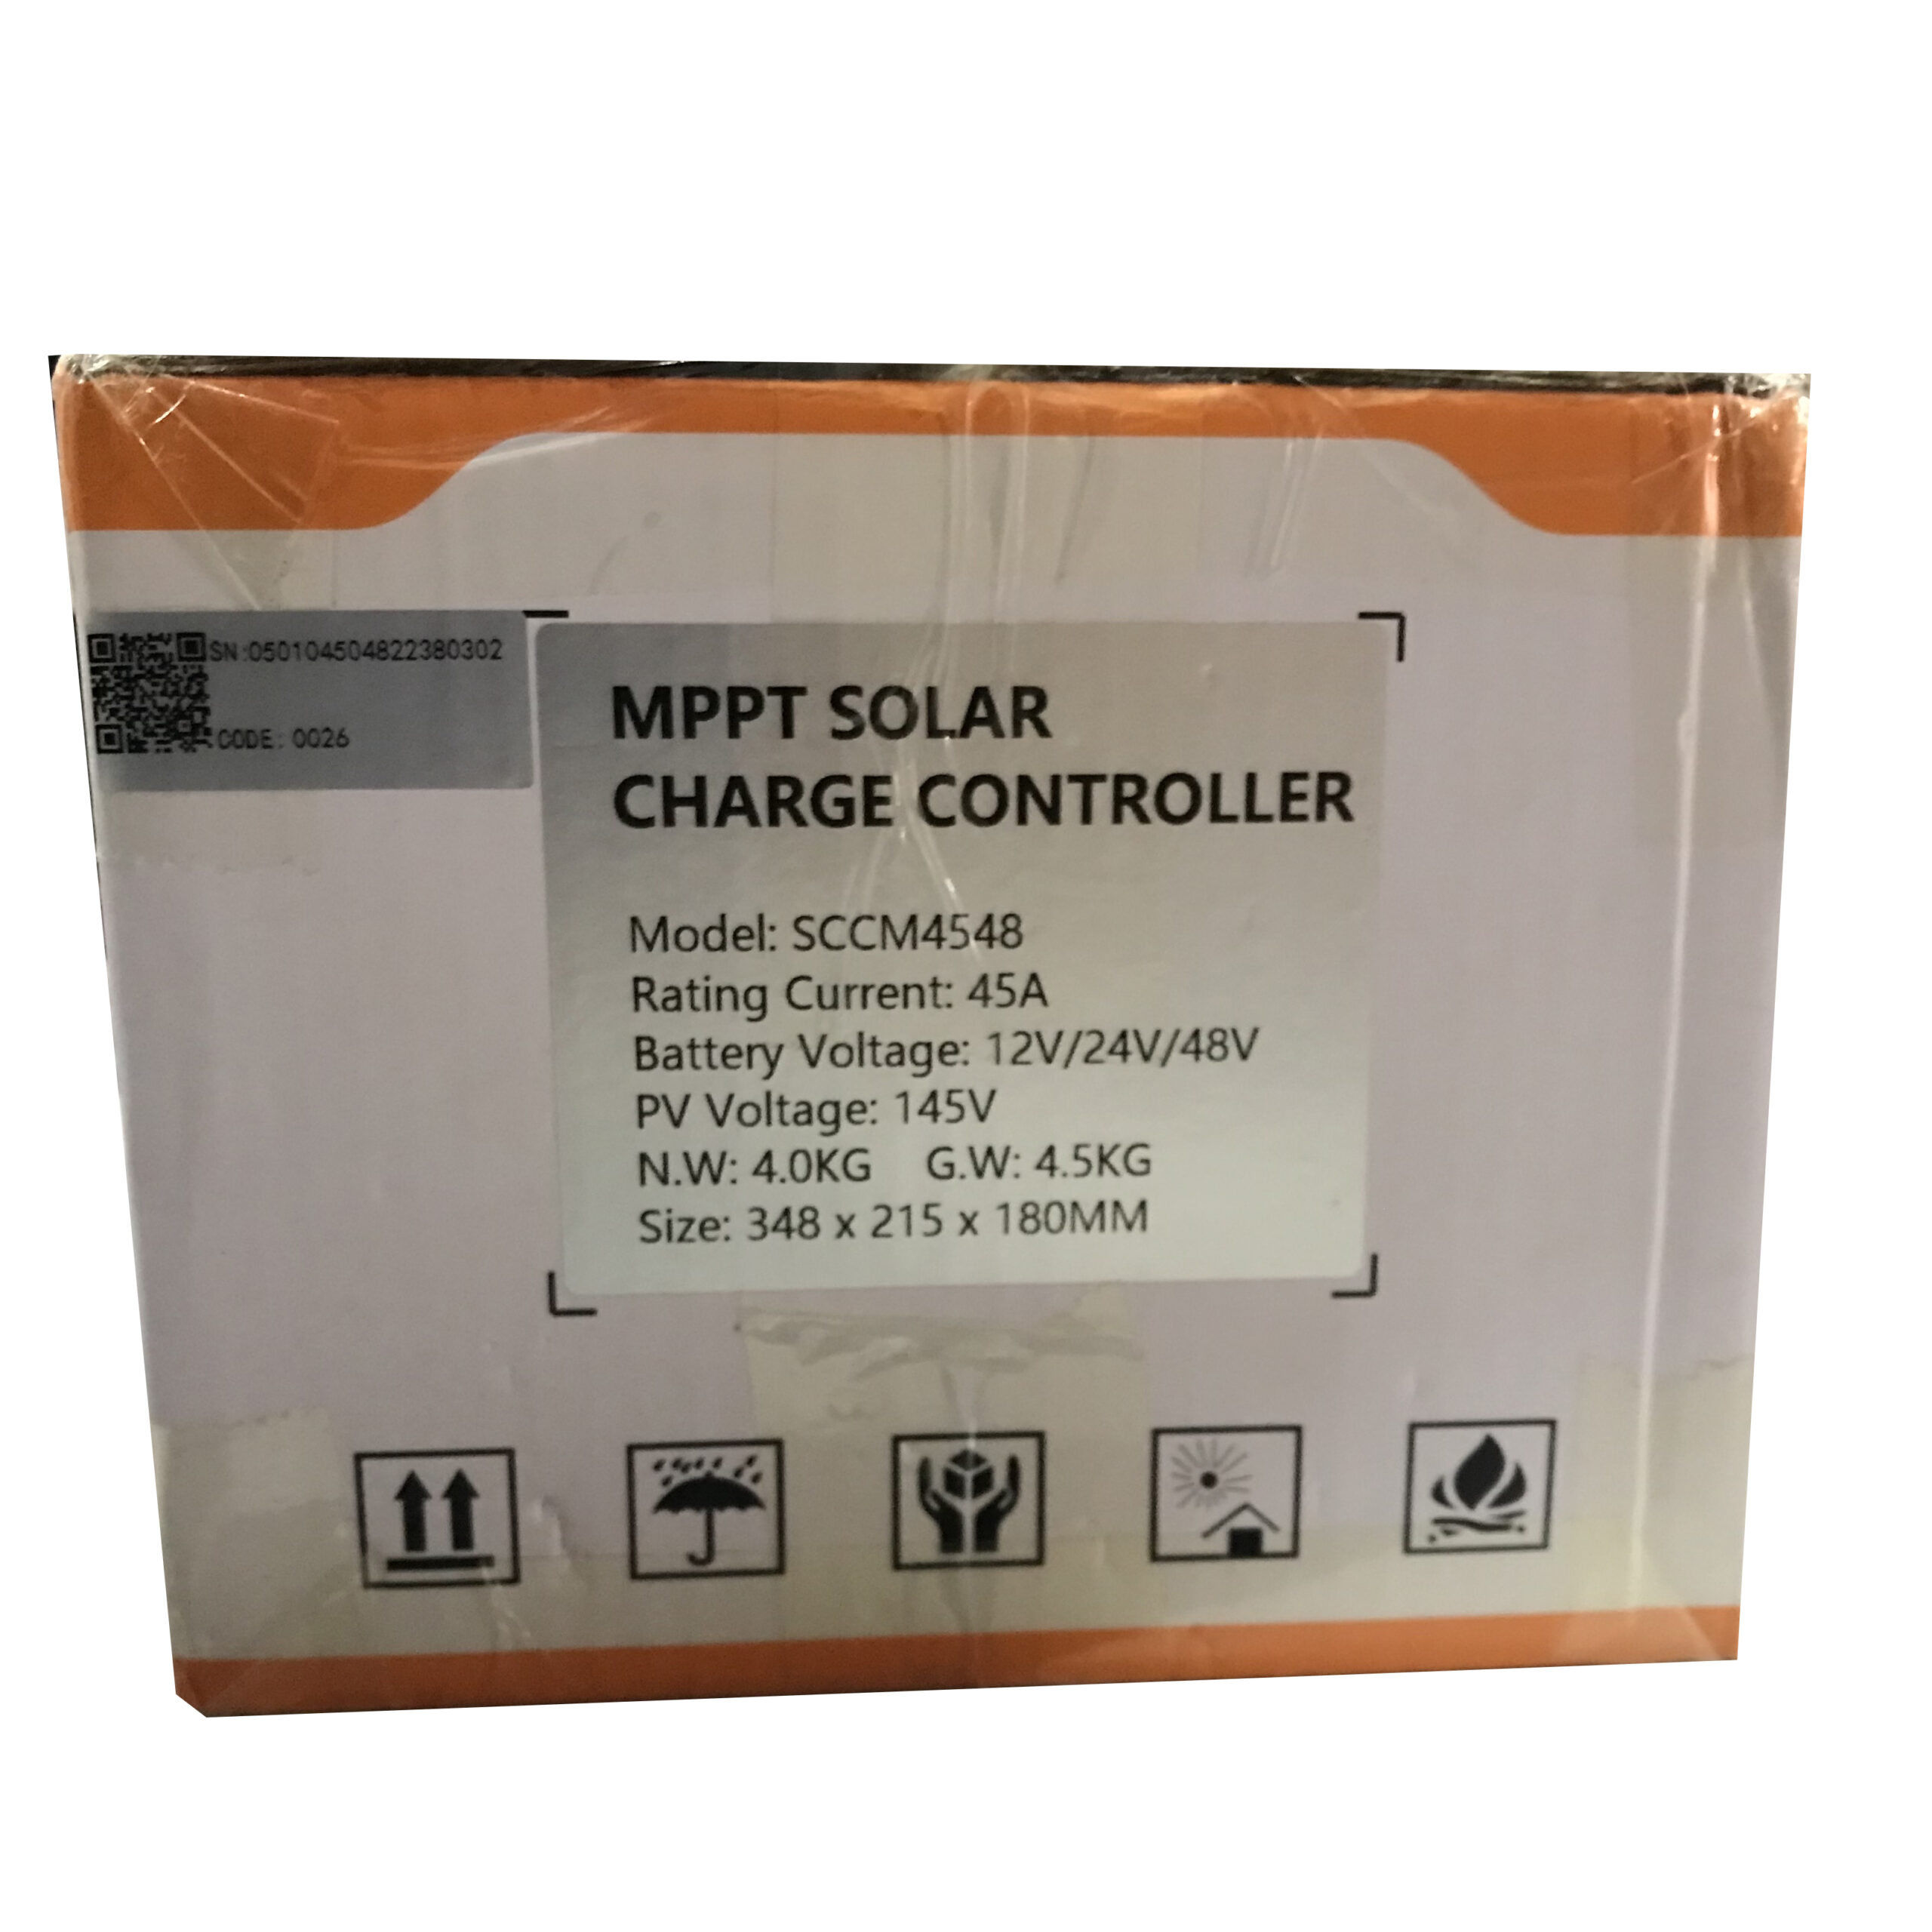 SN:050104504822380302
CODE: 0026
MPPT SOLAR
CHARGE CONTROLLER
Model: SCCM4548
Rating Current: 45A
Battery Voltage: 12V/24V/48V
PV Voltage: 145V
N.W: 4.0KG G.W: 4.5KG
Size: 348 x 215 x 180MM